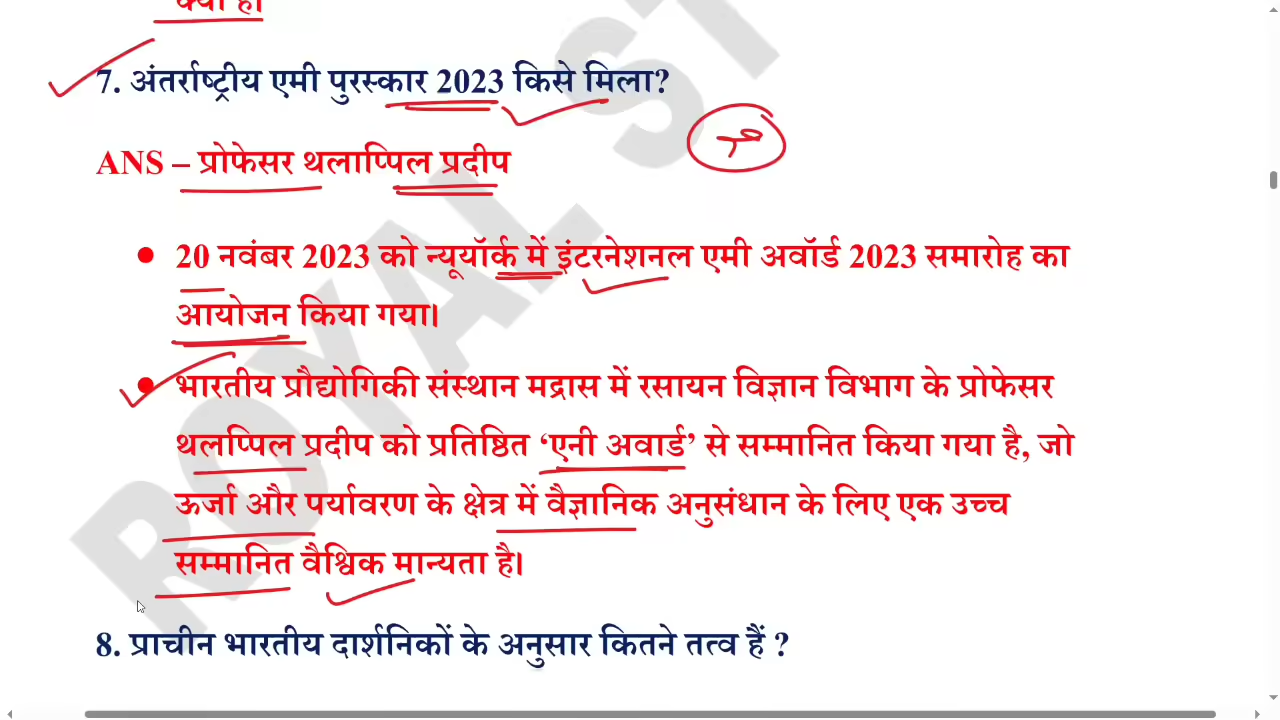 क्या है।
7. अंतर्राष्ट्रीय एमी पुरस्कार 2023 किसे मिला?
ANS – प्रोफेसर थलाप्पिल प्रदीप
• 20 नवंबर 2023 को न्यूयॉर्क में इंटरनेशनल एमी अवॉर्ड 2023 समारोह का
आयोजन किया गया।
• भारतीय प्रौद्योगिकी संस्थान मद्रास में रसायन विज्ञान विभाग के प्रोफेसर
थलप्पिल प्रदीप को प्रतिष्ठित ‘एनी अवार्ड’ से सम्मानित किया गया है, जो
ऊर्जा और पर्यावरण के क्षेत्र में वैज्ञानिक अनुसंधान के लिए एक उच्च
सम्मानित वैश्विक मान्यता है।
8. प्राचीन भारतीय दार्शनिकों के अनुसार कितने तत्व हैं ?
ROYAL ST